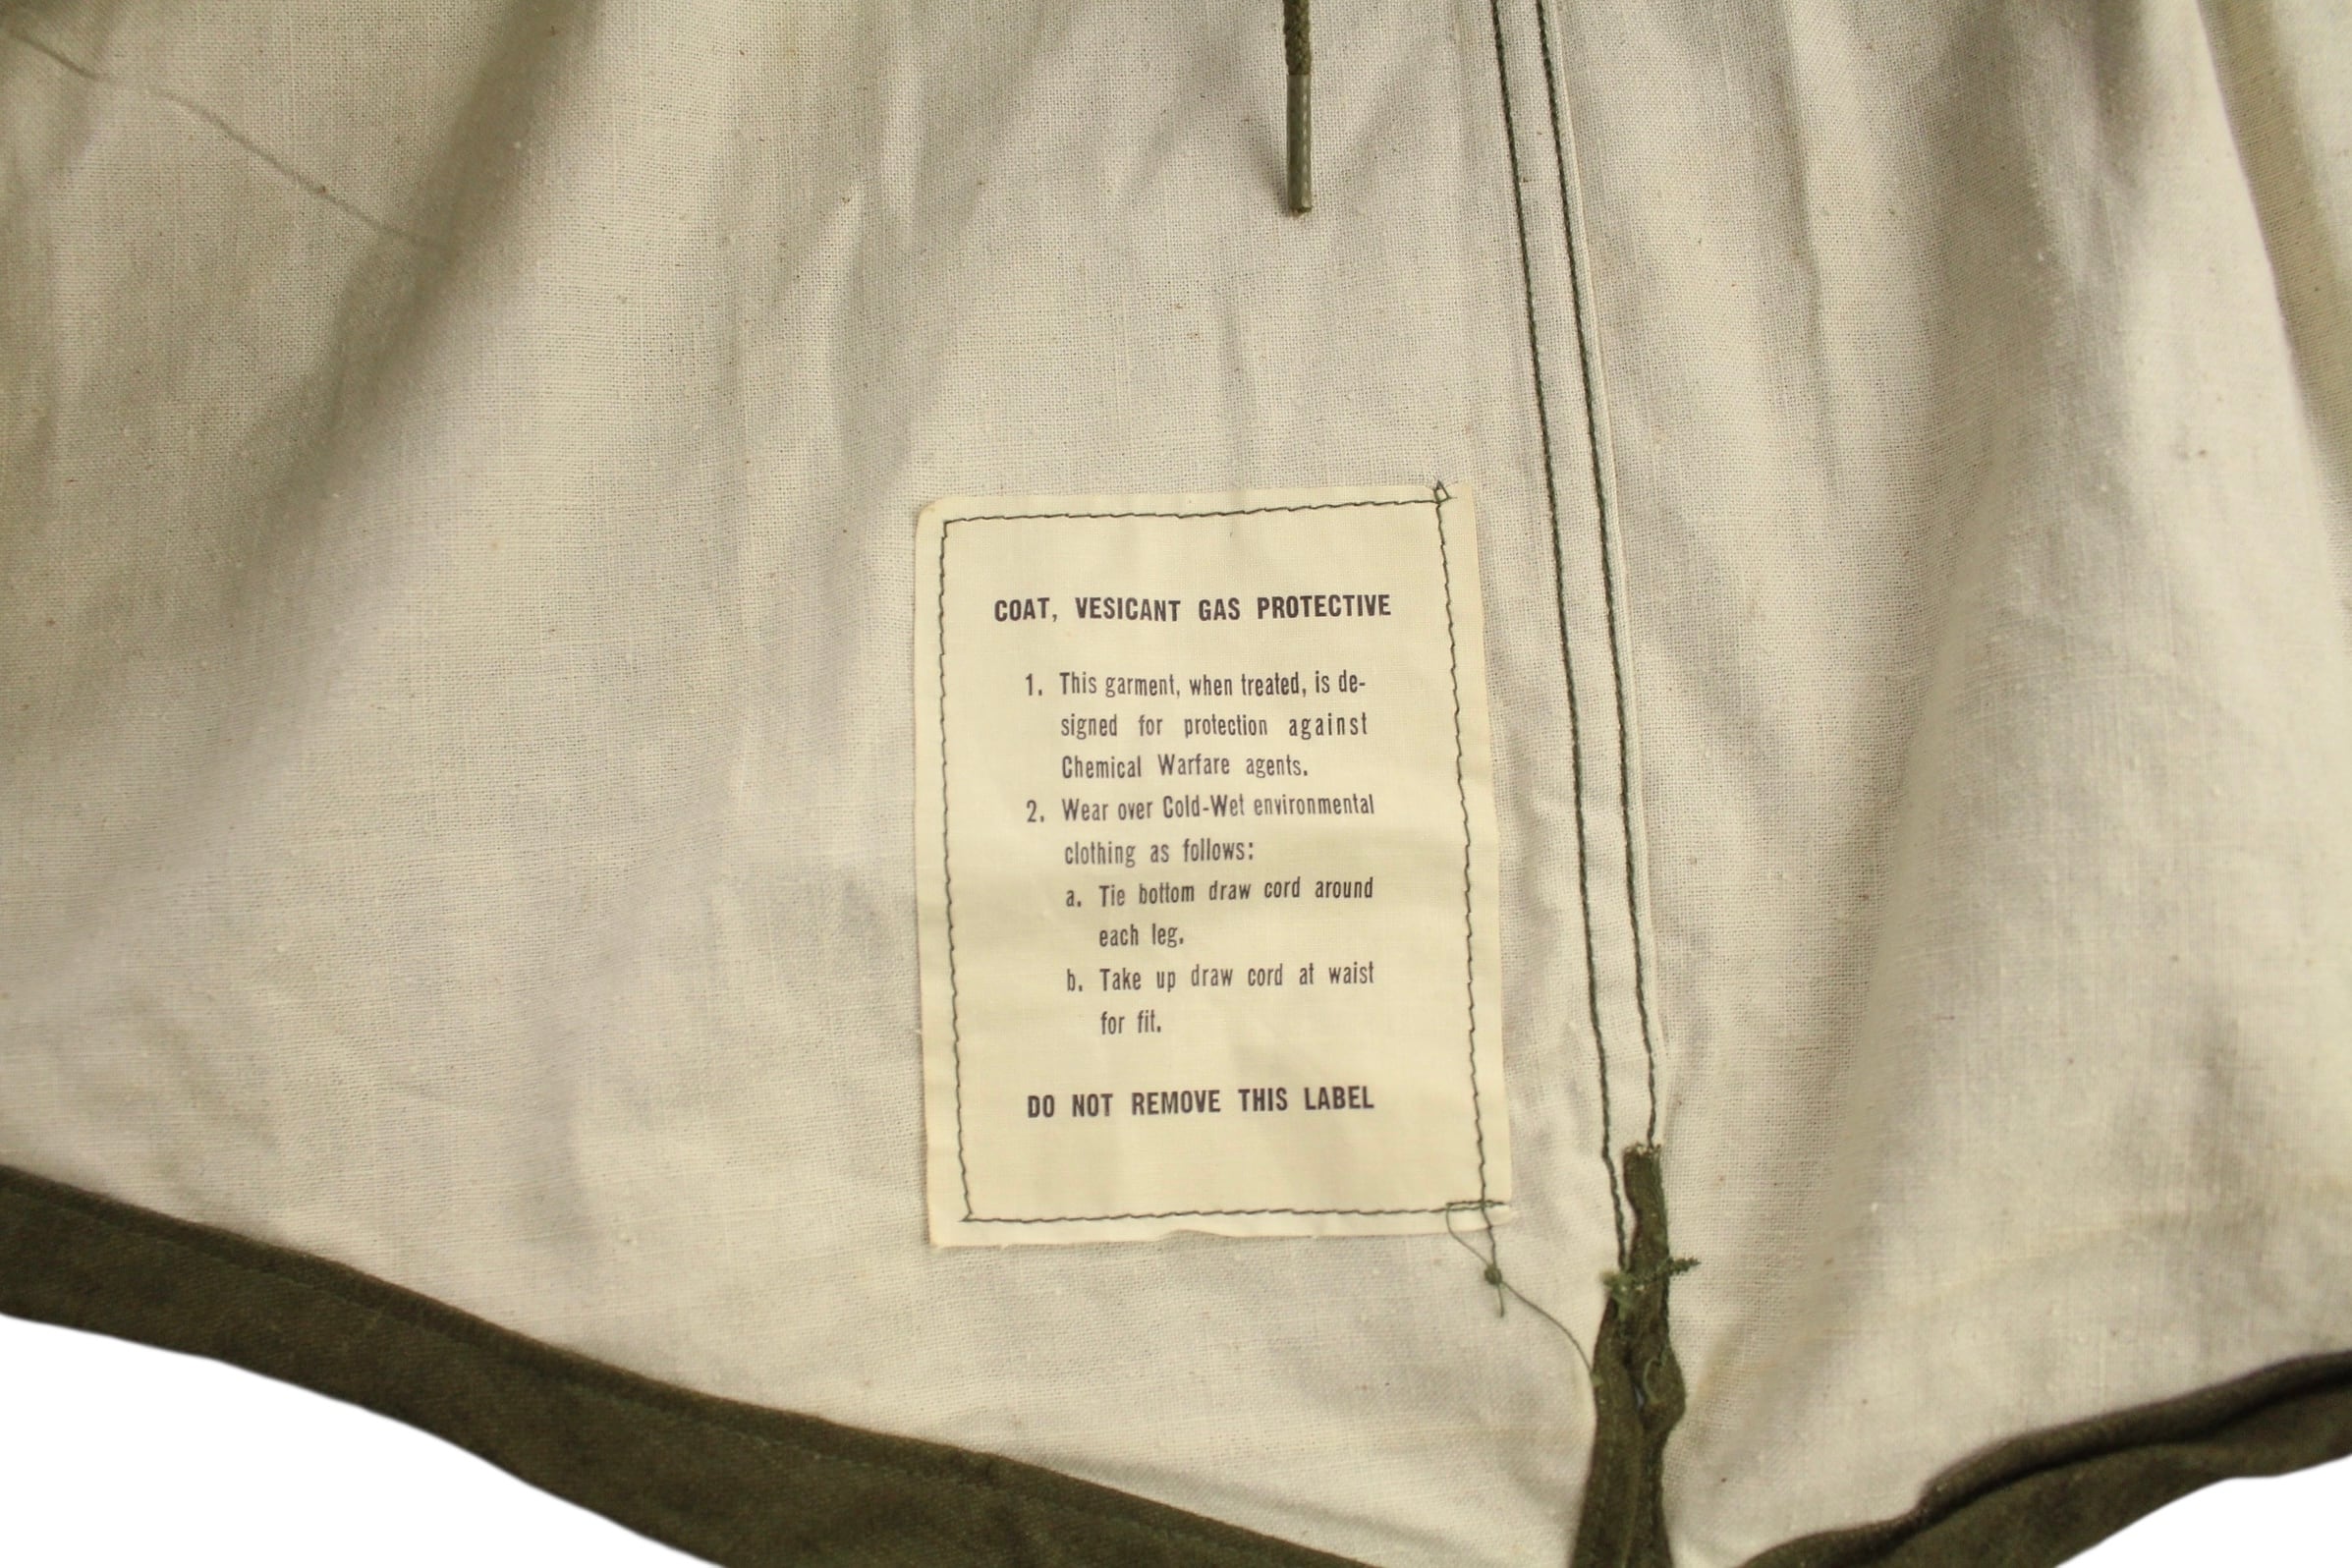 COAT, VESICANT GAS PROTECTIVE
1. This garment, when treated, is de-
signed for protection against
Chemical Warfare agents.
2. Wear over Cold-Wet environmental
clothing as follows:
a. Tie bottom draw cord around
each leg.
b. Take up draw cord at waist
for fit.
DO NOT REMOVE THIS LABEL